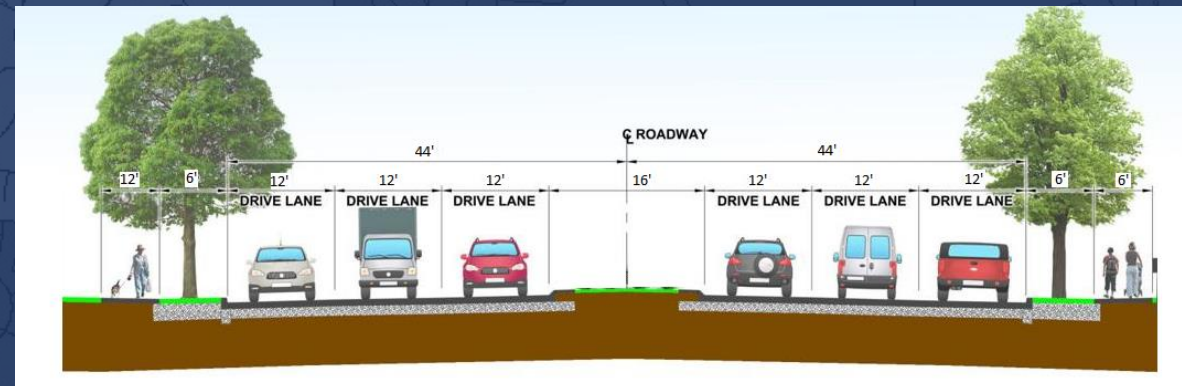 ℄ ROADWAY
44' 44'
12' 6' 12' 12' 12' 16' 12' 12' 12' 6' 6'
DRIVE LANE DRIVE LANE DRIVE LANE DRIVE LANE DRIVE LANE DRIVE LANE